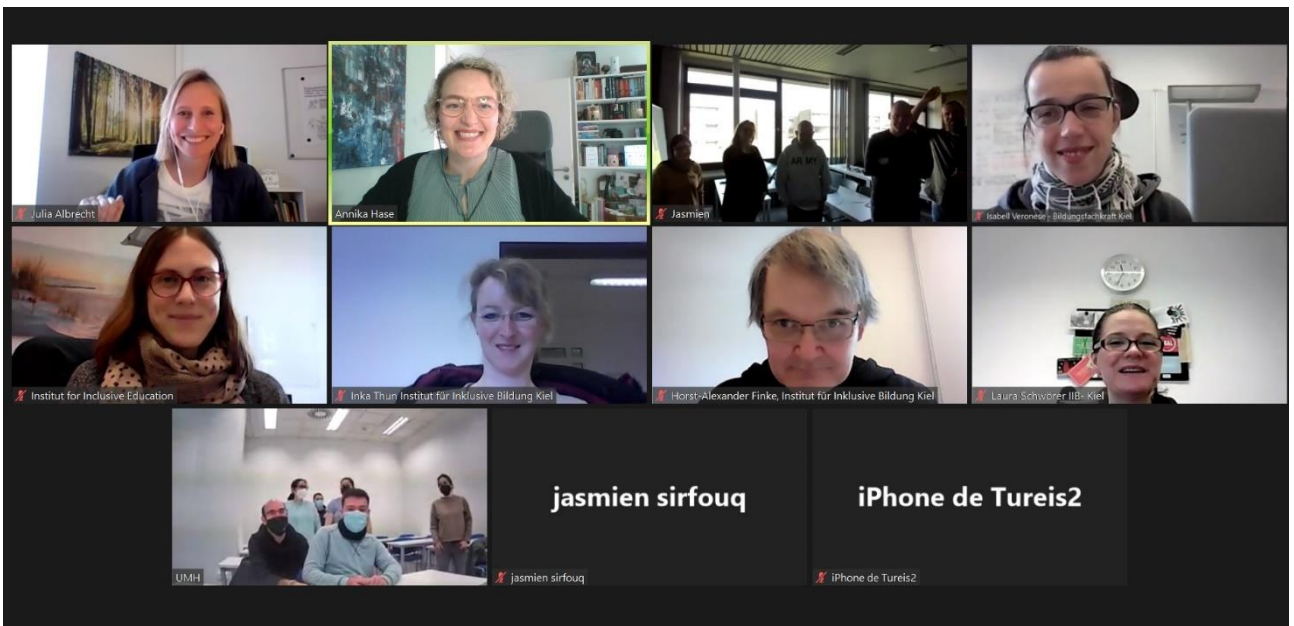 Julia Albrecht
Annika Hase
Jasmien
AR MY
Isabell Veronese - Bildungsfachkraft Kiel
Institut for Inclusive Education
Inka Thun Institut für Inklusive Bildung Kiel
Horst-Alexander Finke, Institut für Inklusive Bildung Kiel
Laura Schwörer IIB- Kiel
UMH
jasmien sirfouq
jasmien sirfouq
iPhone de Tureis2
iPhone de Tureis2